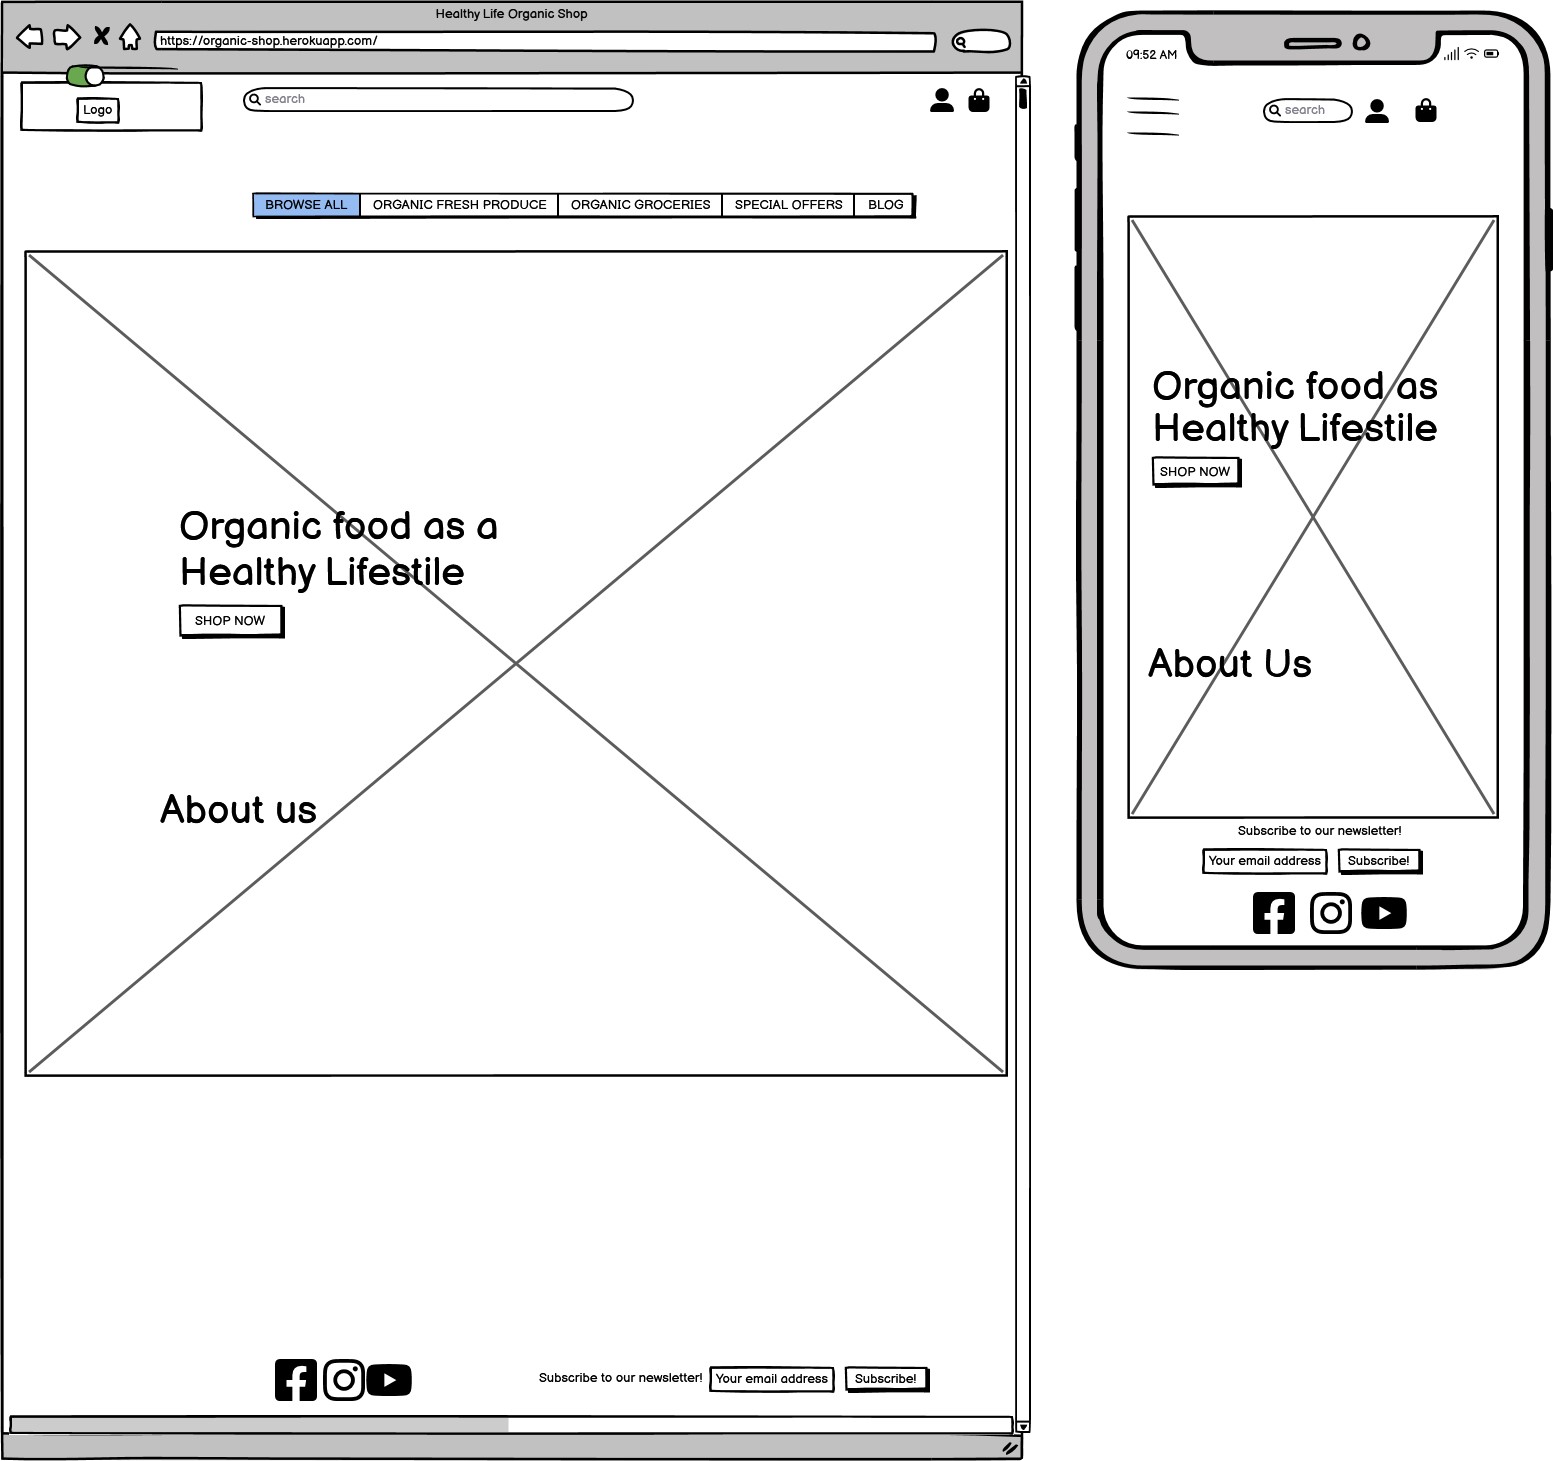 Healthy Life Organic Shop
https://organic-shop.herokuapp.com/
Logo
search
BROWSE ALL
ORGANIC FRESH PRODUCE
ORGANIC GROCERIES
SPECIAL OFFERS
BLOG
Organic food as a
Healthy Lifestile
SHOP NOW
About us
Subscribe to our newsletter!
Your email address
Subscribe!
09:52 AM
search
Organic food as
Healthy Lifestile
SHOP NOW
About Us
Subscribe to our newsletter!
Your email address
Subscribe!